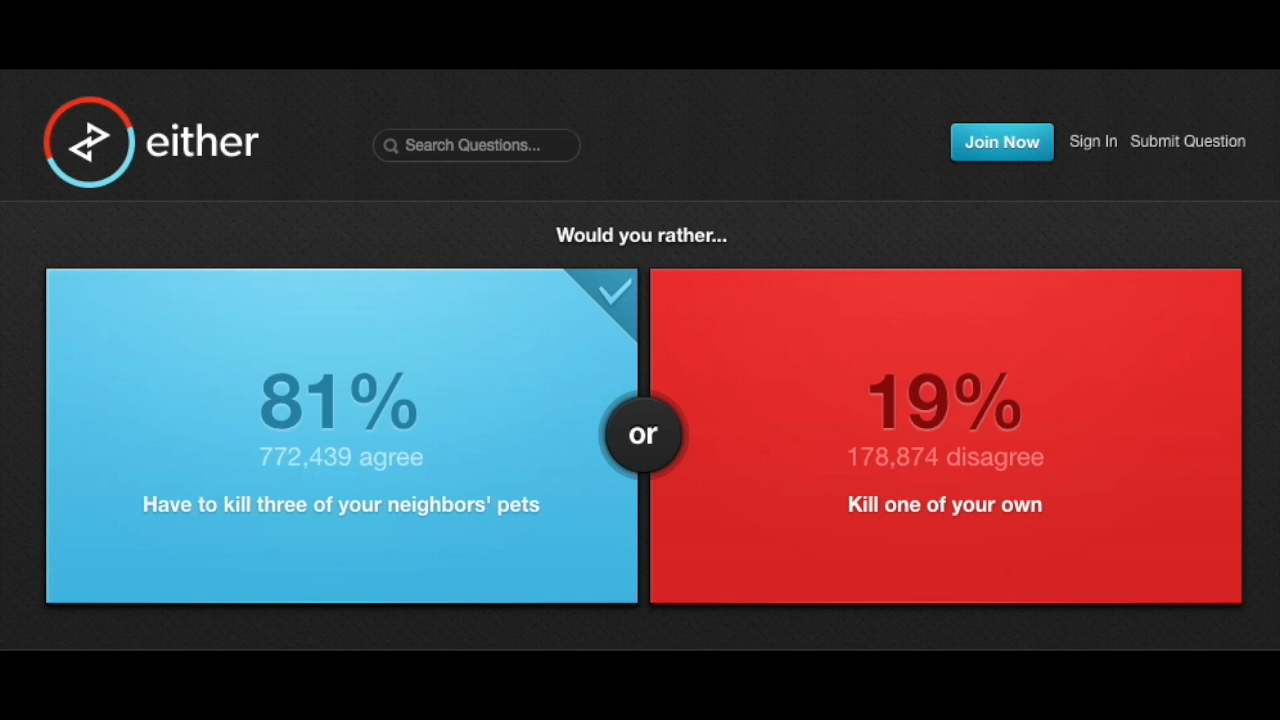 either
Search Questions...
Join Now
Sign In
Submit Question
Would you rather...
81%
772,439 agree
Have to kill three of your neighbors' pets
or
19%
178,874 disagree
Kill one of your own